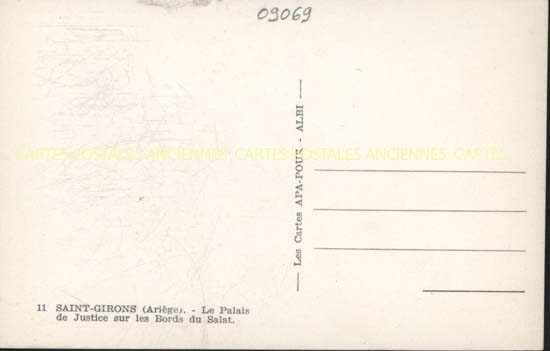 09069
Les Cartes APA-POUX - ALBI
CARTES POSTALES ANCIENNES CARTES POSTALES ANCIENNES CARTES
11 SAINT-GIRONS (Ariège). - Le Palais
de Justice sur les Bords du Salat.